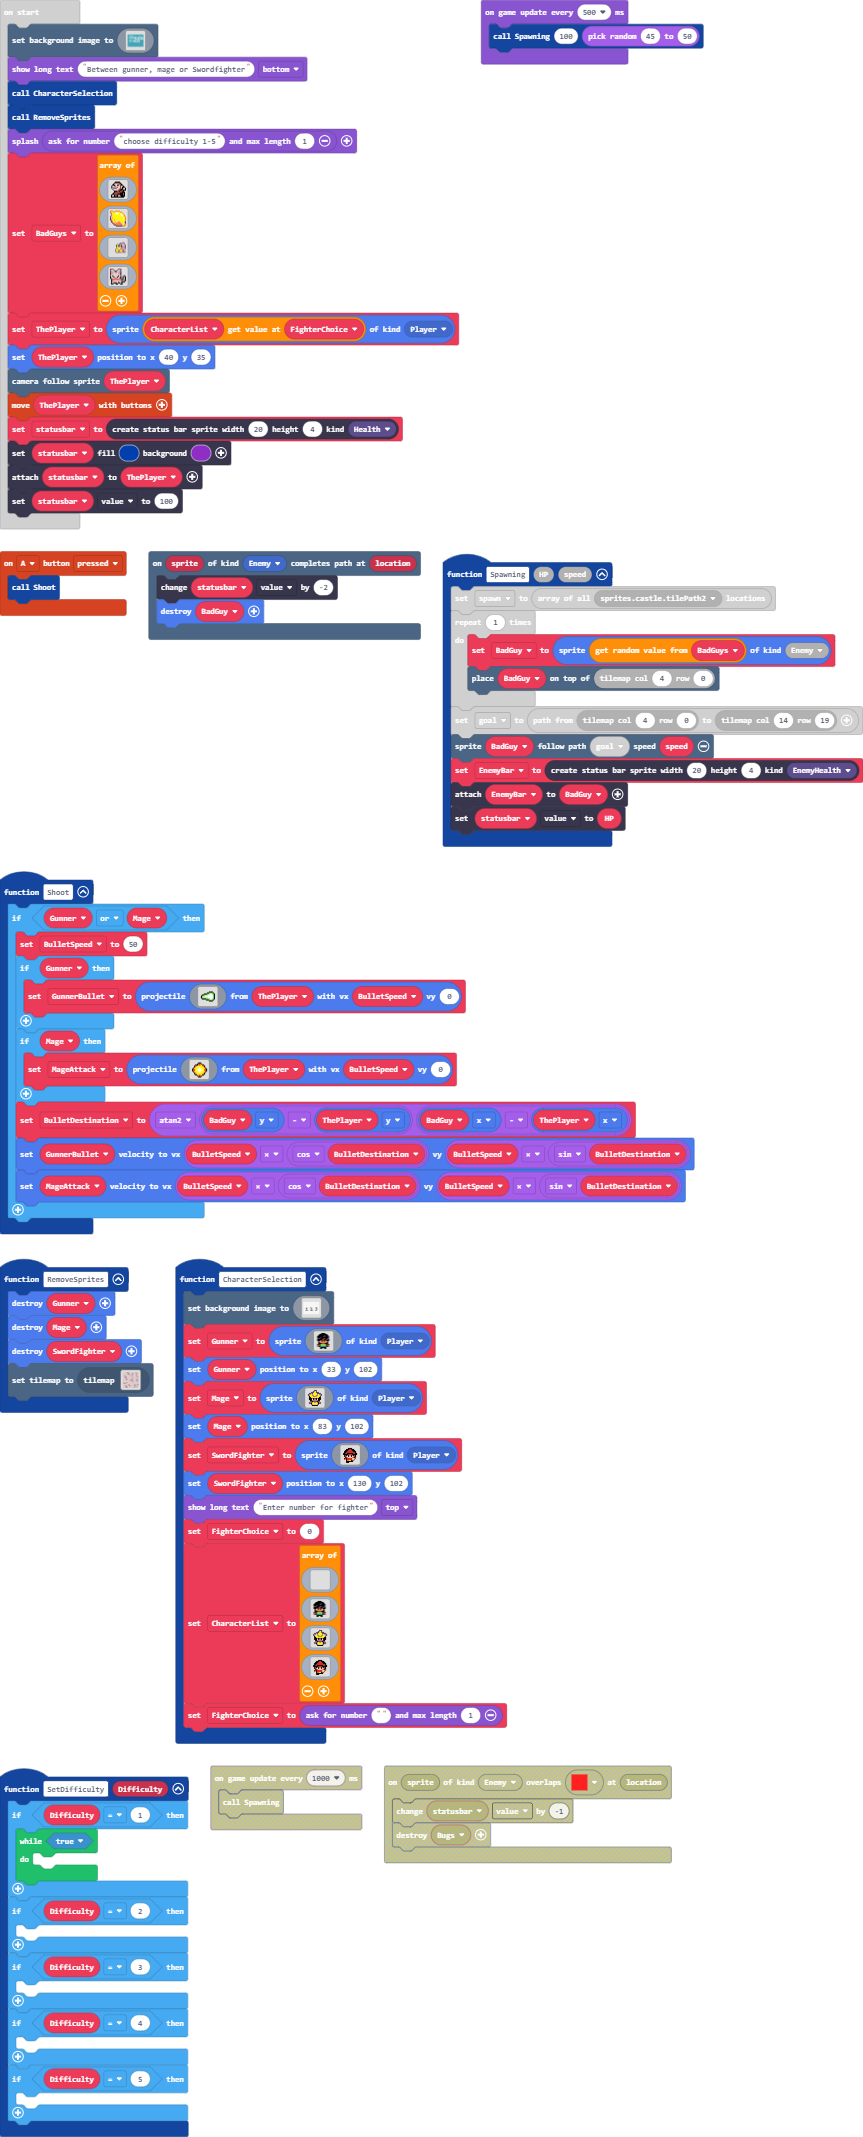 on start
set background image to
show long text "Between gunner, mage or Swordfighter" bottom
call CharacterSelection
call RemoveSprites
splash ask for number "choose difficulty 1-5" and max length 1
set BadGuys to array of
set ThePlayer to sprite CharacterList get value at FighterChoice of kind Player
set ThePlayer position to x 40 y 35
camera follow sprite ThePlayer
move ThePlayer with buttons
set statusbar to create status bar sprite width 20 height 4 kind Health
set statusbar fill background
attach statusbar to ThePlayer
set statusbar value to 100
on game update every 500 ms
call Spawning 100 pick random 45 to 50
on A button pressed
call Shoot
on sprite of kind Enemy completes path at location
change statusbar value by -2
destroy BadGuy
function Spawning HP speed
set spawn to array of all sprites.castle.tilePath2 locations
repeat 1 times
do
set BadGuy to sprite get random value from BadGuys of kind Enemy
place BadGuy on top of tilemap col 4 row 0
set goal to path from tilemap col 4 row 0 to tilemap col 14 row 19
sprite BadGuy follow path goal speed speed
set EnemyBar to create status bar sprite width 20 height 4 kind EnemyHealth
attach EnemyBar to BadGuy
set statusbar value to HP
function Shoot
if Gunner or Mage then
set BulletSpeed to 50
if Gunner then
set GunnerBullet to projectile from ThePlayer with vx BulletSpeed vy 0
if Mage then
set MageAttack to projectile from ThePlayer with vx BulletSpeed vy 0
set BulletDestination to atan2 BadGuy y - ThePlayer y BadGuy x - ThePlayer x
set GunnerBullet velocity to vx BulletSpeed × cos BulletDestination vy BulletSpeed × sin BulletDestination
set MageAttack velocity to vx BulletSpeed × cos BulletDestination vy BulletSpeed × sin BulletDestination
function RemoveSprites
destroy Gunner
destroy Mage
destroy SwordFighter
set tilemap to tilemap
function CharacterSelection
set background image to
set Gunner to sprite of kind Player
set Gunner position to x 33 y 102
set Mage to sprite of kind Player
set Mage position to x 83 y 102
set SwordFighter to sprite of kind Player
set SwordFighter position to x 130 y 102
show long text "Enter number for fighter" top
set FighterChoice to 0
set CharacterList to array of
set FighterChoice to ask for number "" and max length 1
function SetDifficulty Difficulty
if Difficulty = 1 then
while true
do
if Difficulty = 2 then
if Difficulty = 3 then
if Difficulty = 4 then
if Difficulty = 5 then
on game update every 1000 ms
call Spawning
on sprite of kind Enemy overlaps at location
change statusbar value by -1
destroy Bugs